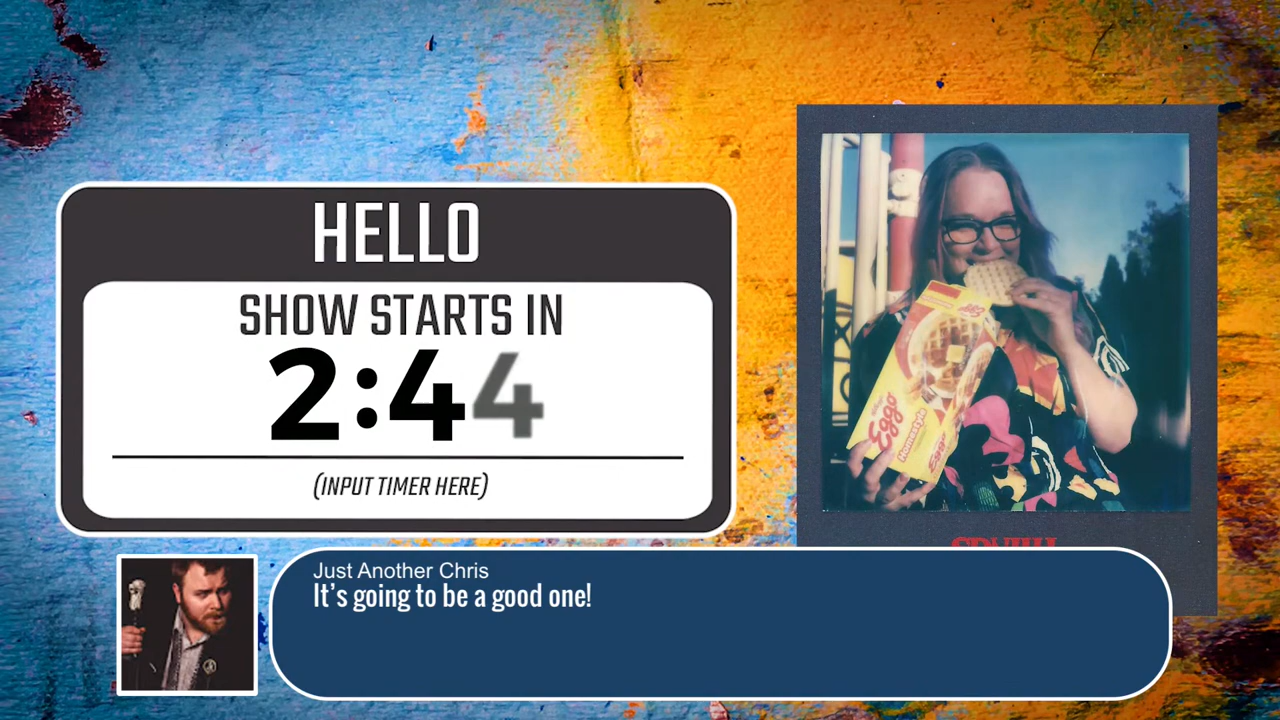 HELLO
SHOW STARTS IN
2:44
(INPUT TIMER HERE)
Eggo
Homestyle
Just Another Chris
It's going to be a good one!